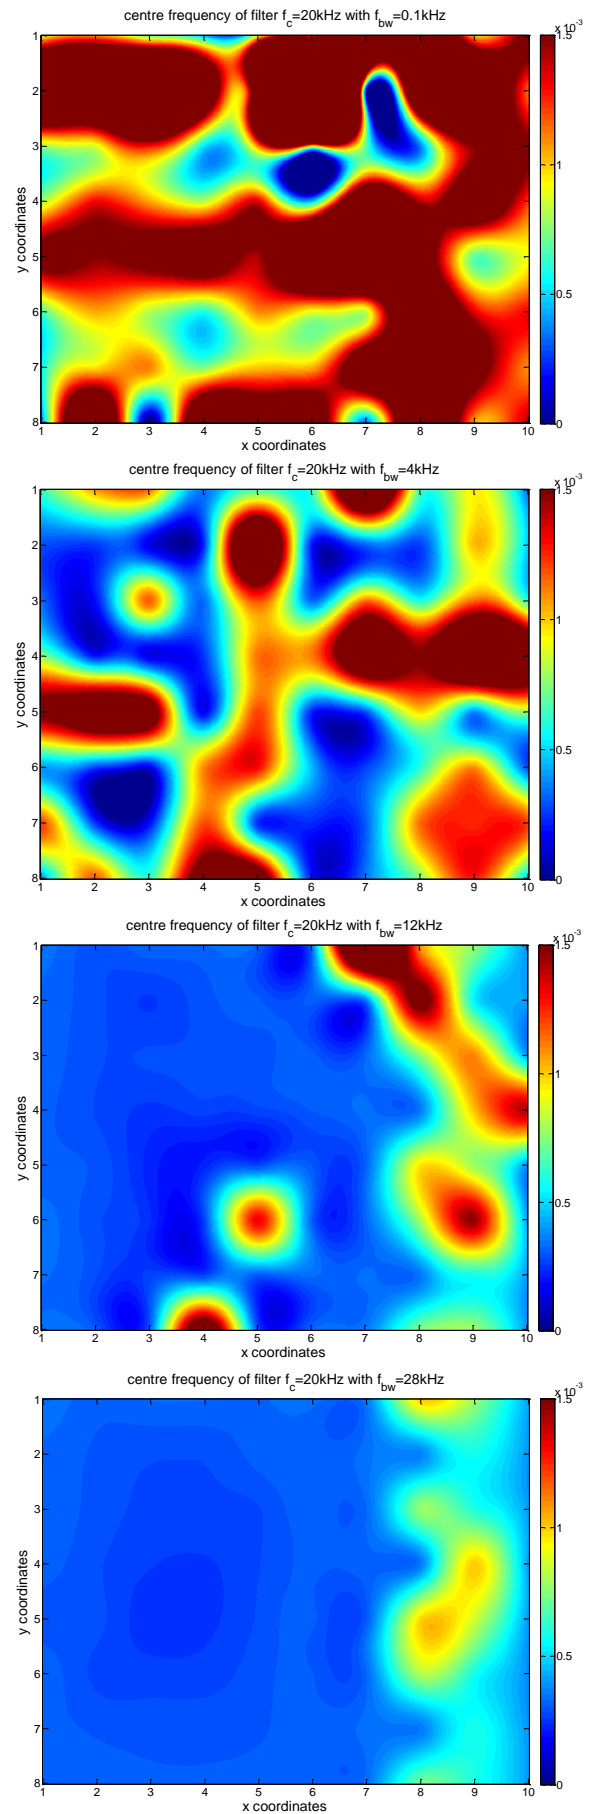 centre frequency of filter f_c=20kHz with f_bw=0.1kHz
x 10^-3
1.5
1
0.5
0
1
2
3
4
5
6
7
8
y coordinates
1 2 3 4 5 6 7 8 9 10
x coordinates
centre frequency of filter f_c=20kHz with f_bw=4kHz
x 10^-3
1.5
1
0.5
0
1
2
3
4
5
6
7
8
y coordinates
1 2 3 4 5 6 7 8 9 10
x coordinates
centre frequency of filter f_c=20kHz with f_bw=12kHz
x 10^-3
1.5
1
0.5
0
1
2
3
4
5
6
7
8
y coordinates
1 2 3 4 5 6 7 8 9 10
x coordinates
centre frequency of filter f_c=20kHz with f_bw=28kHz
x 10^-3
1.5
1
0.5
0
1
2
3
4
5
6
7
8
y coordinates
1 2 3 4 5 6 7 8 9 10
x coordinates